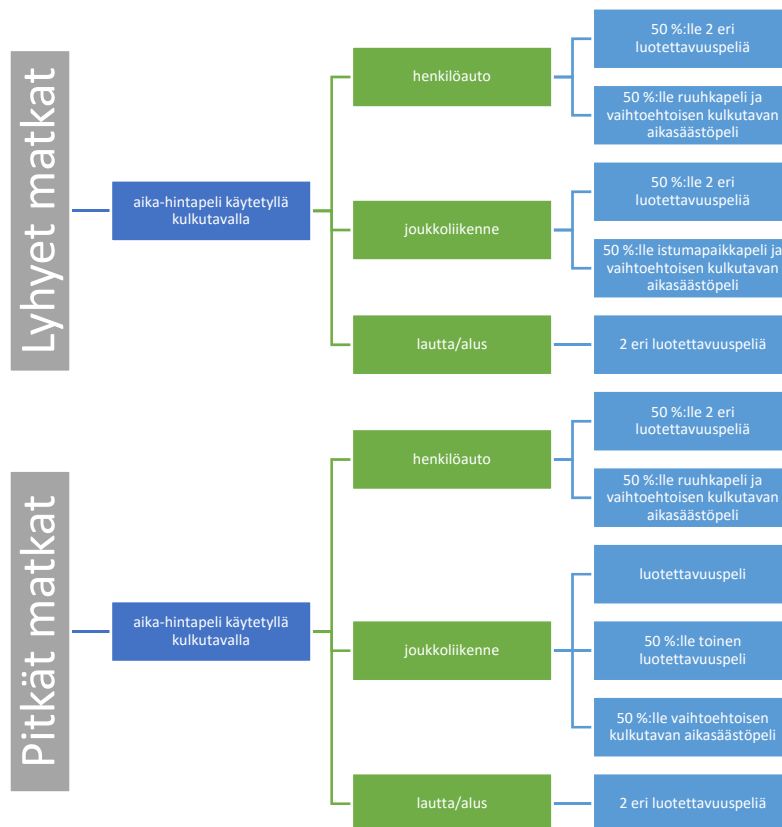 Lyhyet matkat
aika-hintapeli käytetyllä
kulkutavalla
henkilöauto
50 %:lle 2 eri
luotettavuuspeliä
50 %:lle ruuhkapeli ja
vaihtoehtoisen kulkutavan
aikasäästöpeli
joukkoliikenne
50 %:lle 2 eri
luotettavuuspeliä
50 %:lle istumapaikkapeli ja
vaihtoehtoisen kulkutavan
aikasäästöpeli
lautta/alus
2 eri luotettavuuspeliä
Pitkät matkat
aika-hintapeli käytetyllä
kulkutavalla
henkilöauto
50 %:lle 2 eri
luotettavuuspeliä
50 %:lle ruuhkapeli ja
vaihtoehtoisen kulkutavan
aikasäästöpeli
joukkoliikenne
luotettavuuspeli
50 %:lle toinen
luotettavuuspeli
50 %:lle vaihtoehtoisen
kulkutavan aikasäästöpeli
lautta/alus
2 eri luotettavuuspeliä